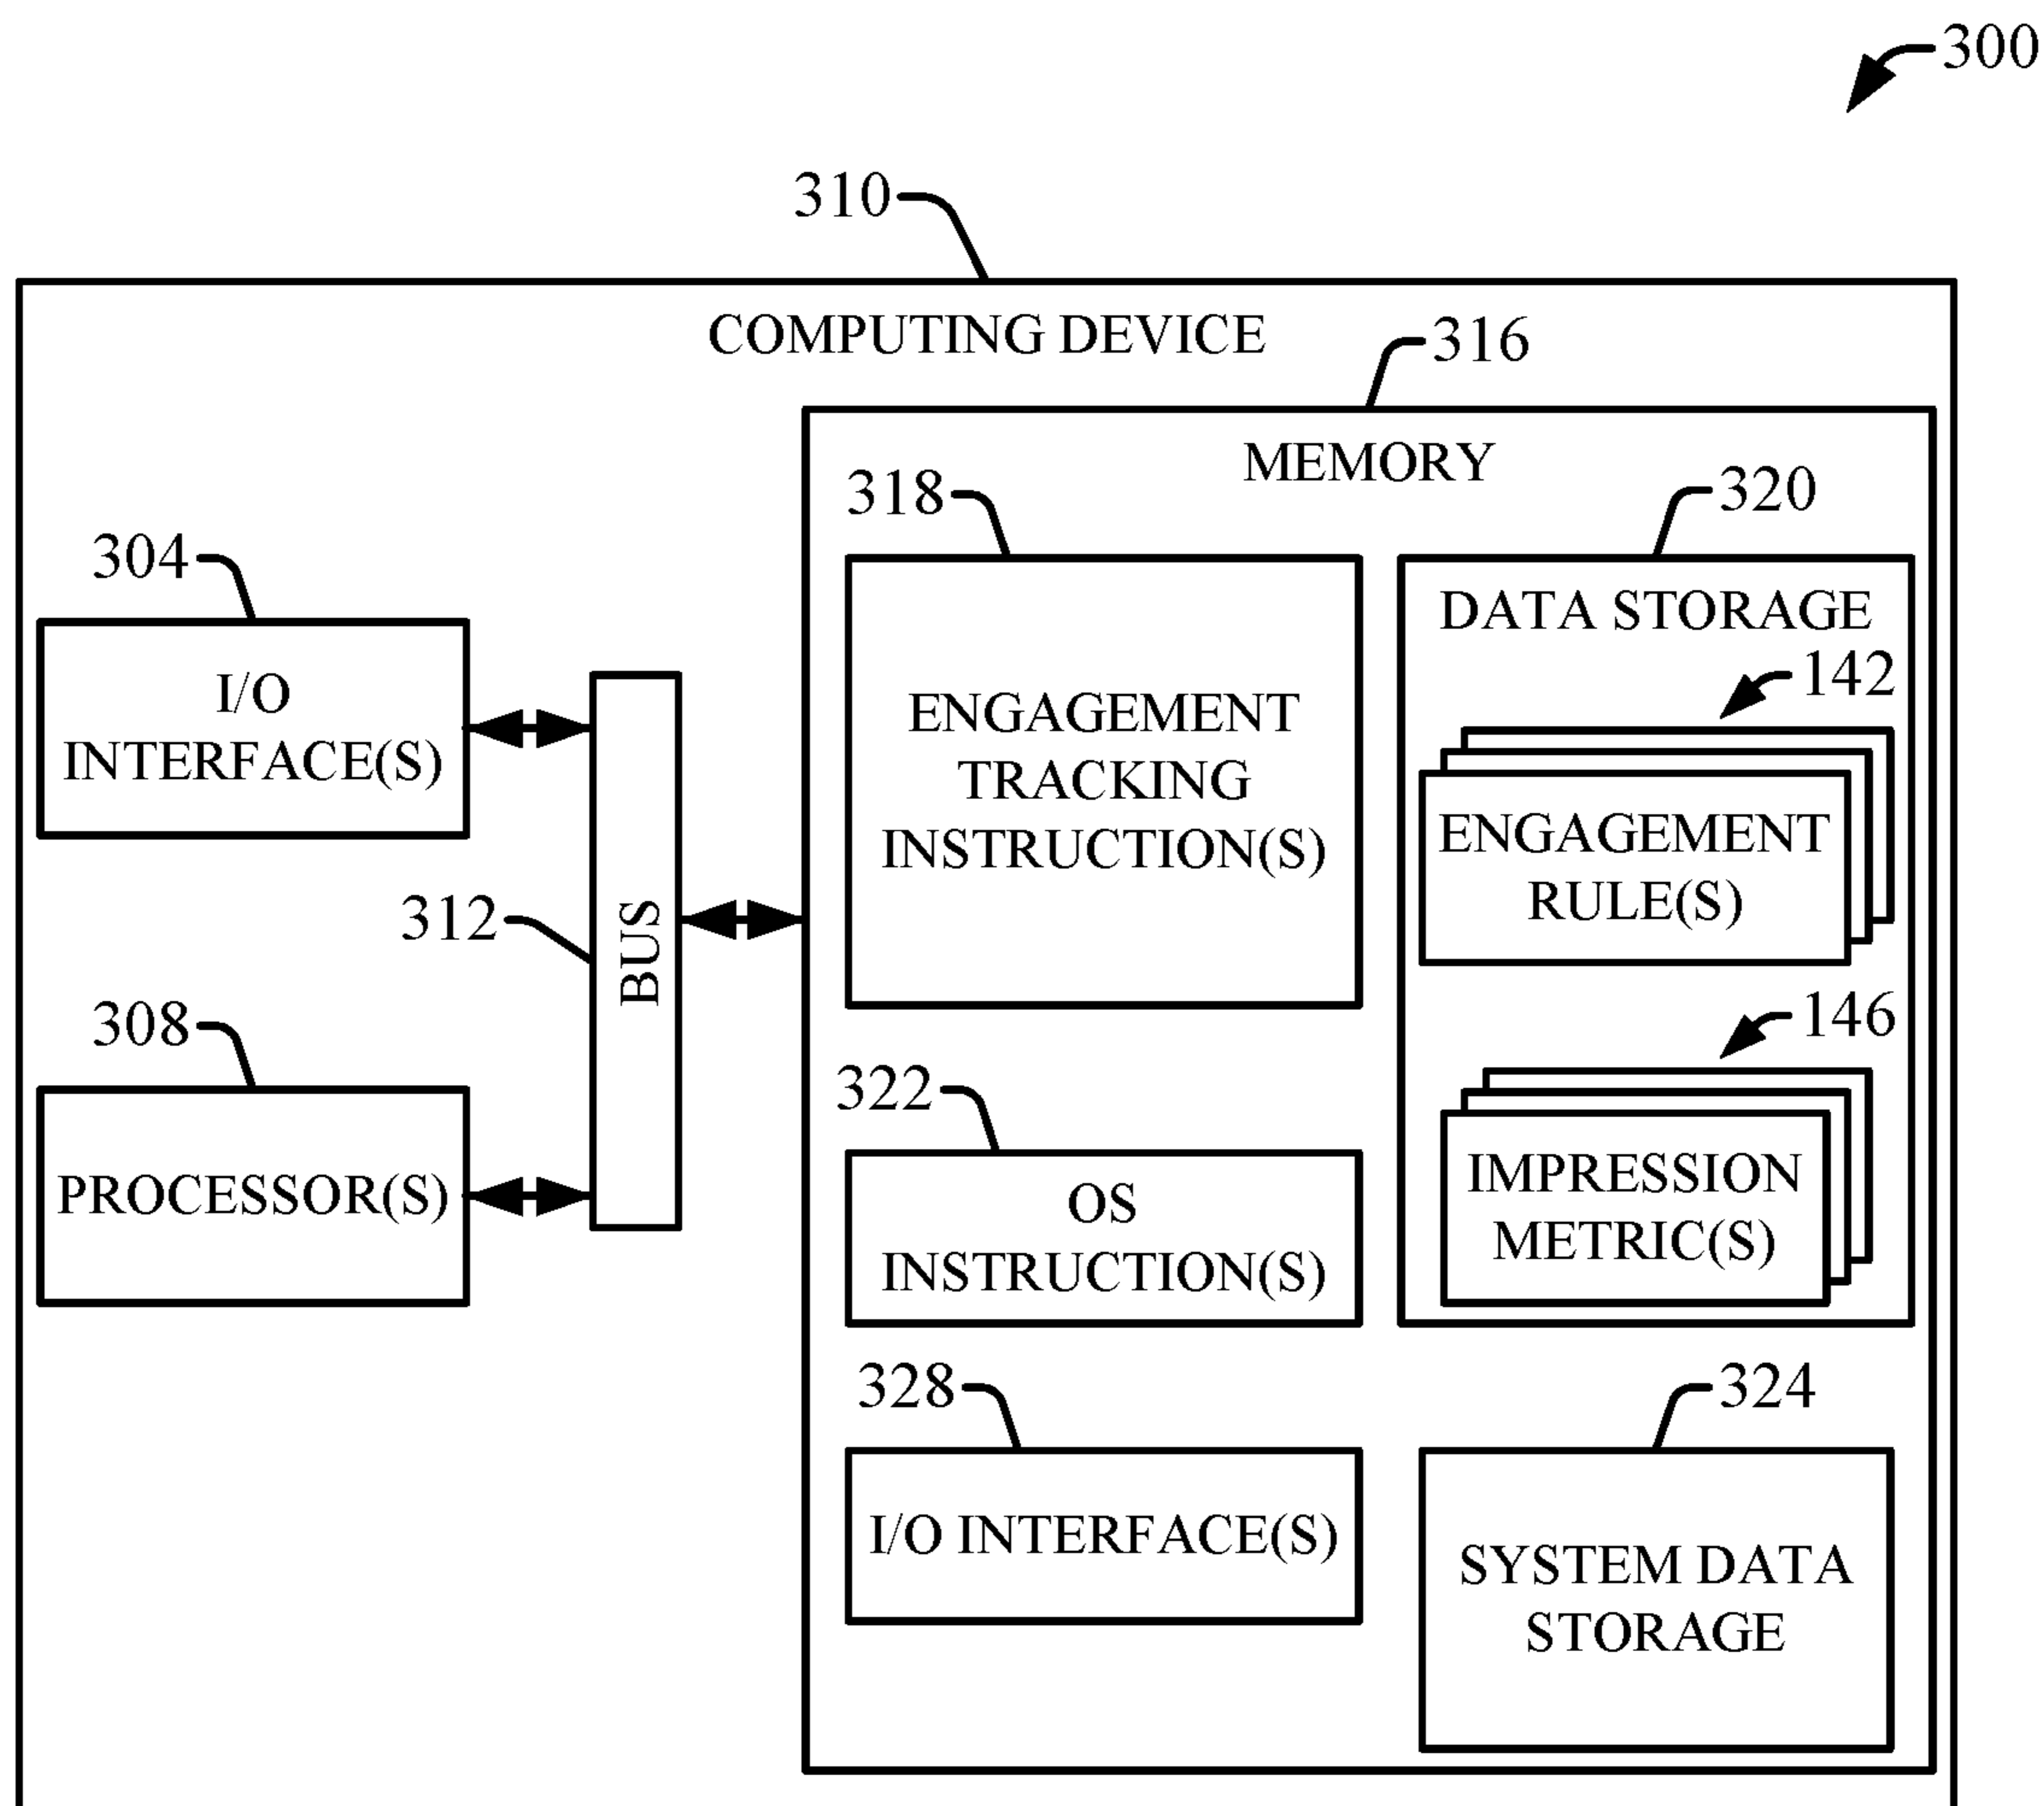 300
310
COMPUTING DEVICE
316
MEMORY
318
320
304
I/O
INTERFACE(S)
308
PROCESSOR(S)
312
BUS
ENGAGEMENT
TRACKING
INSTRUCTION(S)
DATA STORAGE
142
ENGAGEMENT
RULE(S)
146
IMPRESSION
METRIC(S)
322
OS
INSTRUCTION(S)
328
I/O INTERFACE(S)
324
SYSTEM DATA
STORAGE